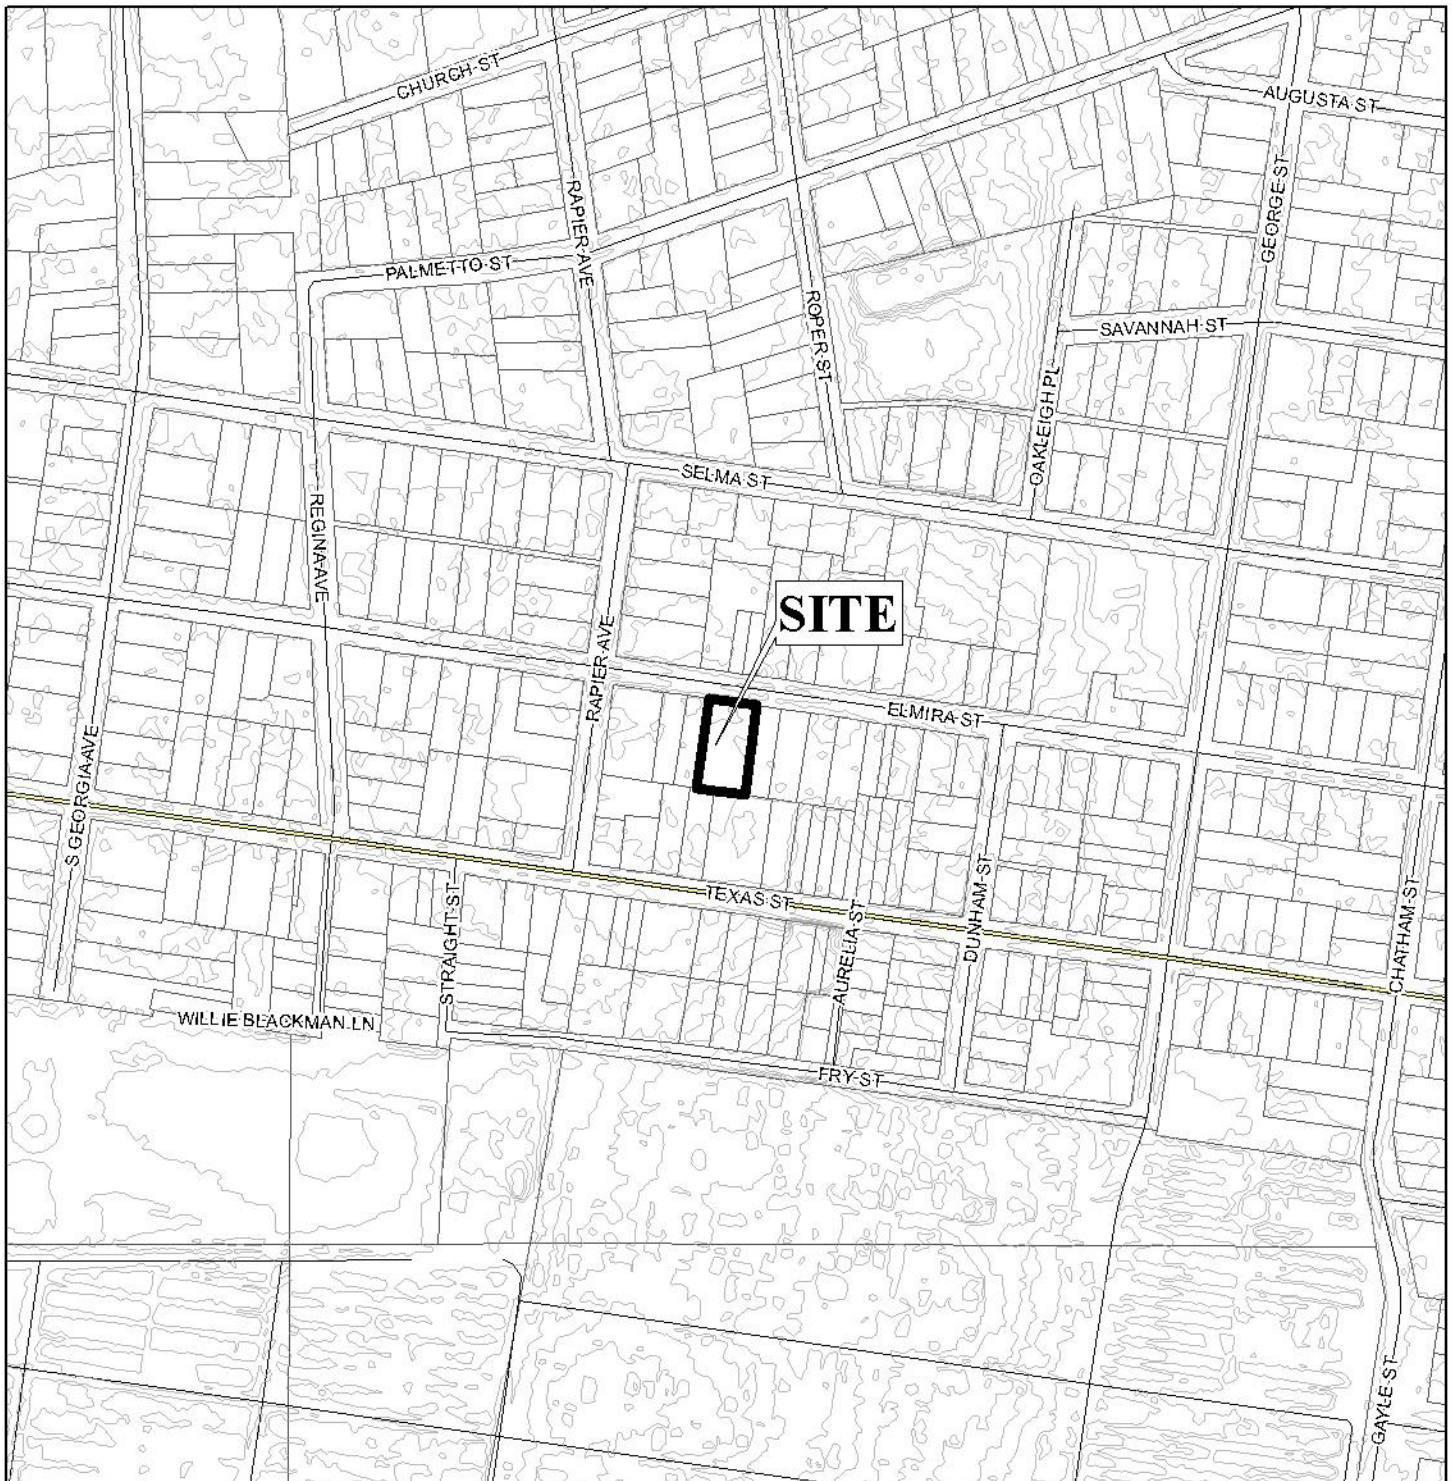 CHURCH ST
AUGUSTA ST
RAPIER AVE
GEORGE ST
PALMETTO ST
ROPER ST
SAVANNAH ST
OAKLEIGH PL
SELMA ST
REGINA AVE
SITE
RAPIER AVE
ELMIRA ST
S GEORGIA AVE
TEXAS ST
STRAIGHT ST
AURELIA ST
DUNHAM ST
CHATHAM ST
WILLIE BLACKMAN LN
FRY ST
GAYLE ST